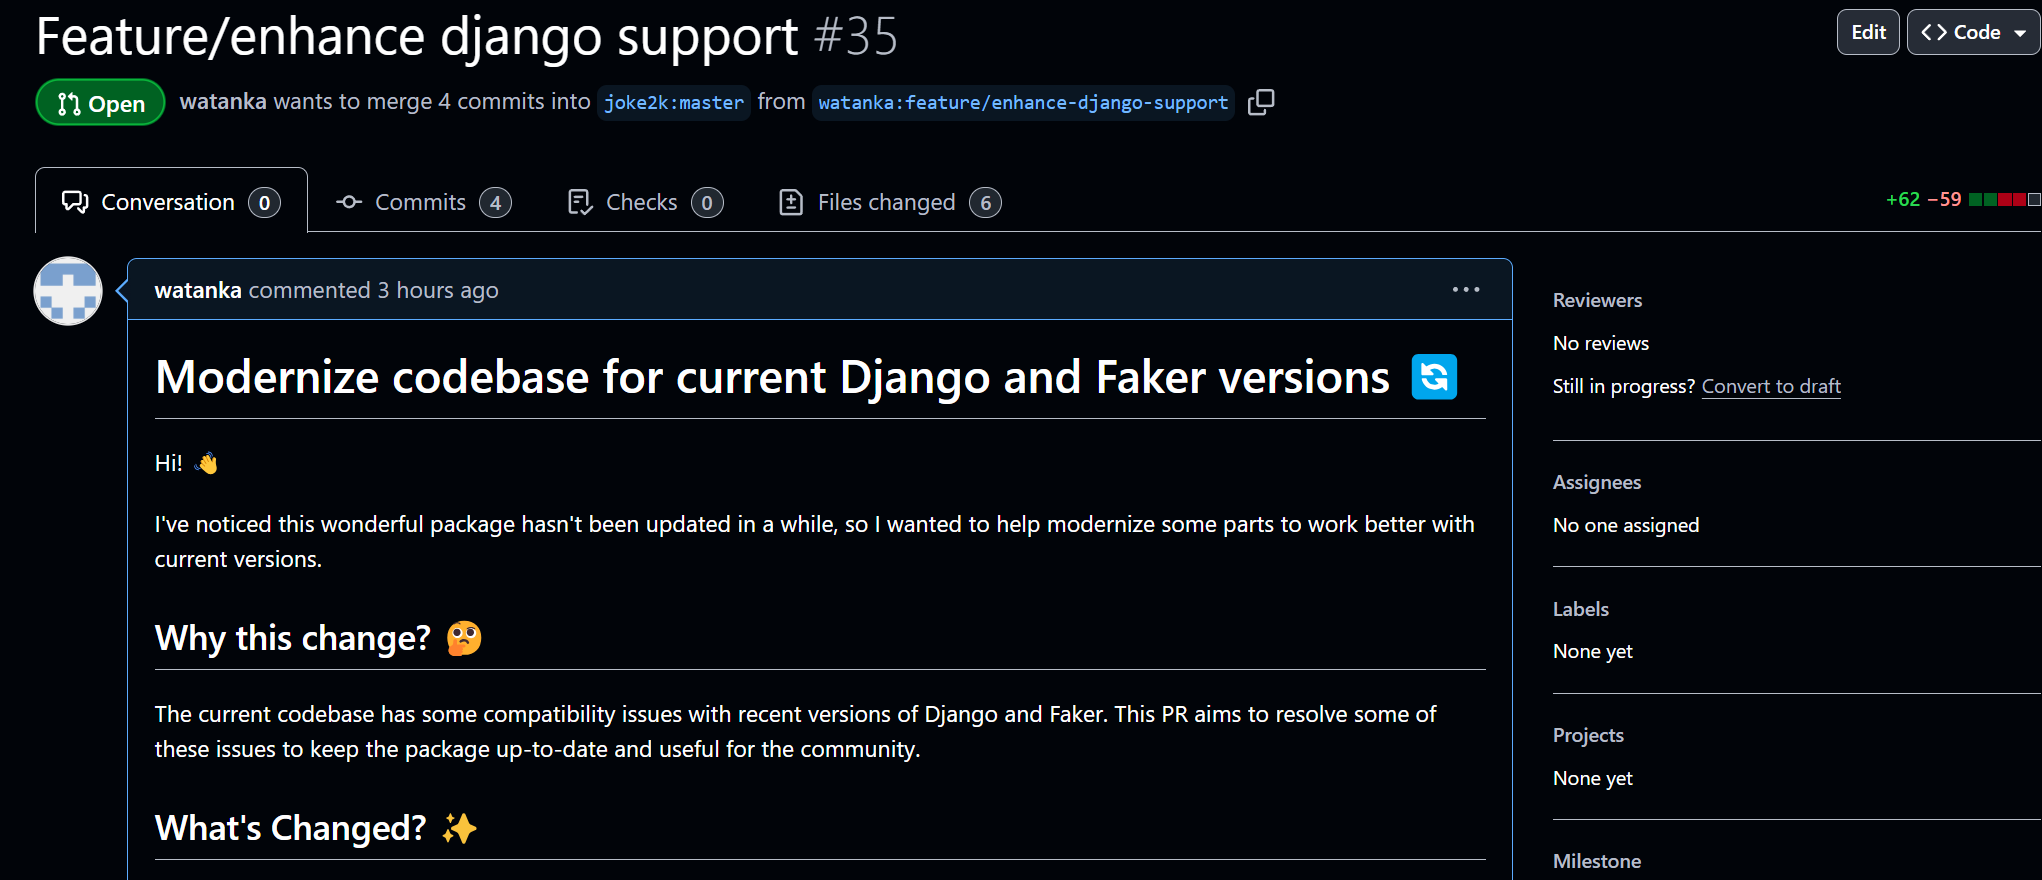 Feature/enhance django support #35
Edit
Code
Open
watanka wants to merge 4 commits into joke2k:master from watanka:feature/enhance-django-support
Conversation 0
Commits 4
Checks 0
Files changed 6
+62 −59
watanka commented 3 hours ago
Modernize codebase for current Django and Faker versions 🔄
Hi! 👋
I've noticed this wonderful package hasn't been updated in a while, so I wanted to help modernize some parts to work better with
current versions.
Why this change? 🤔
The current codebase has some compatibility issues with recent versions of Django and Faker. This PR aims to resolve some of
these issues to keep the package up-to-date and useful for the community.
What's Changed? ✨
Reviewers
No reviews
Still in progress? Convert to draft
Assignees
No one assigned
Labels
None yet
Projects
None yet
Milestone